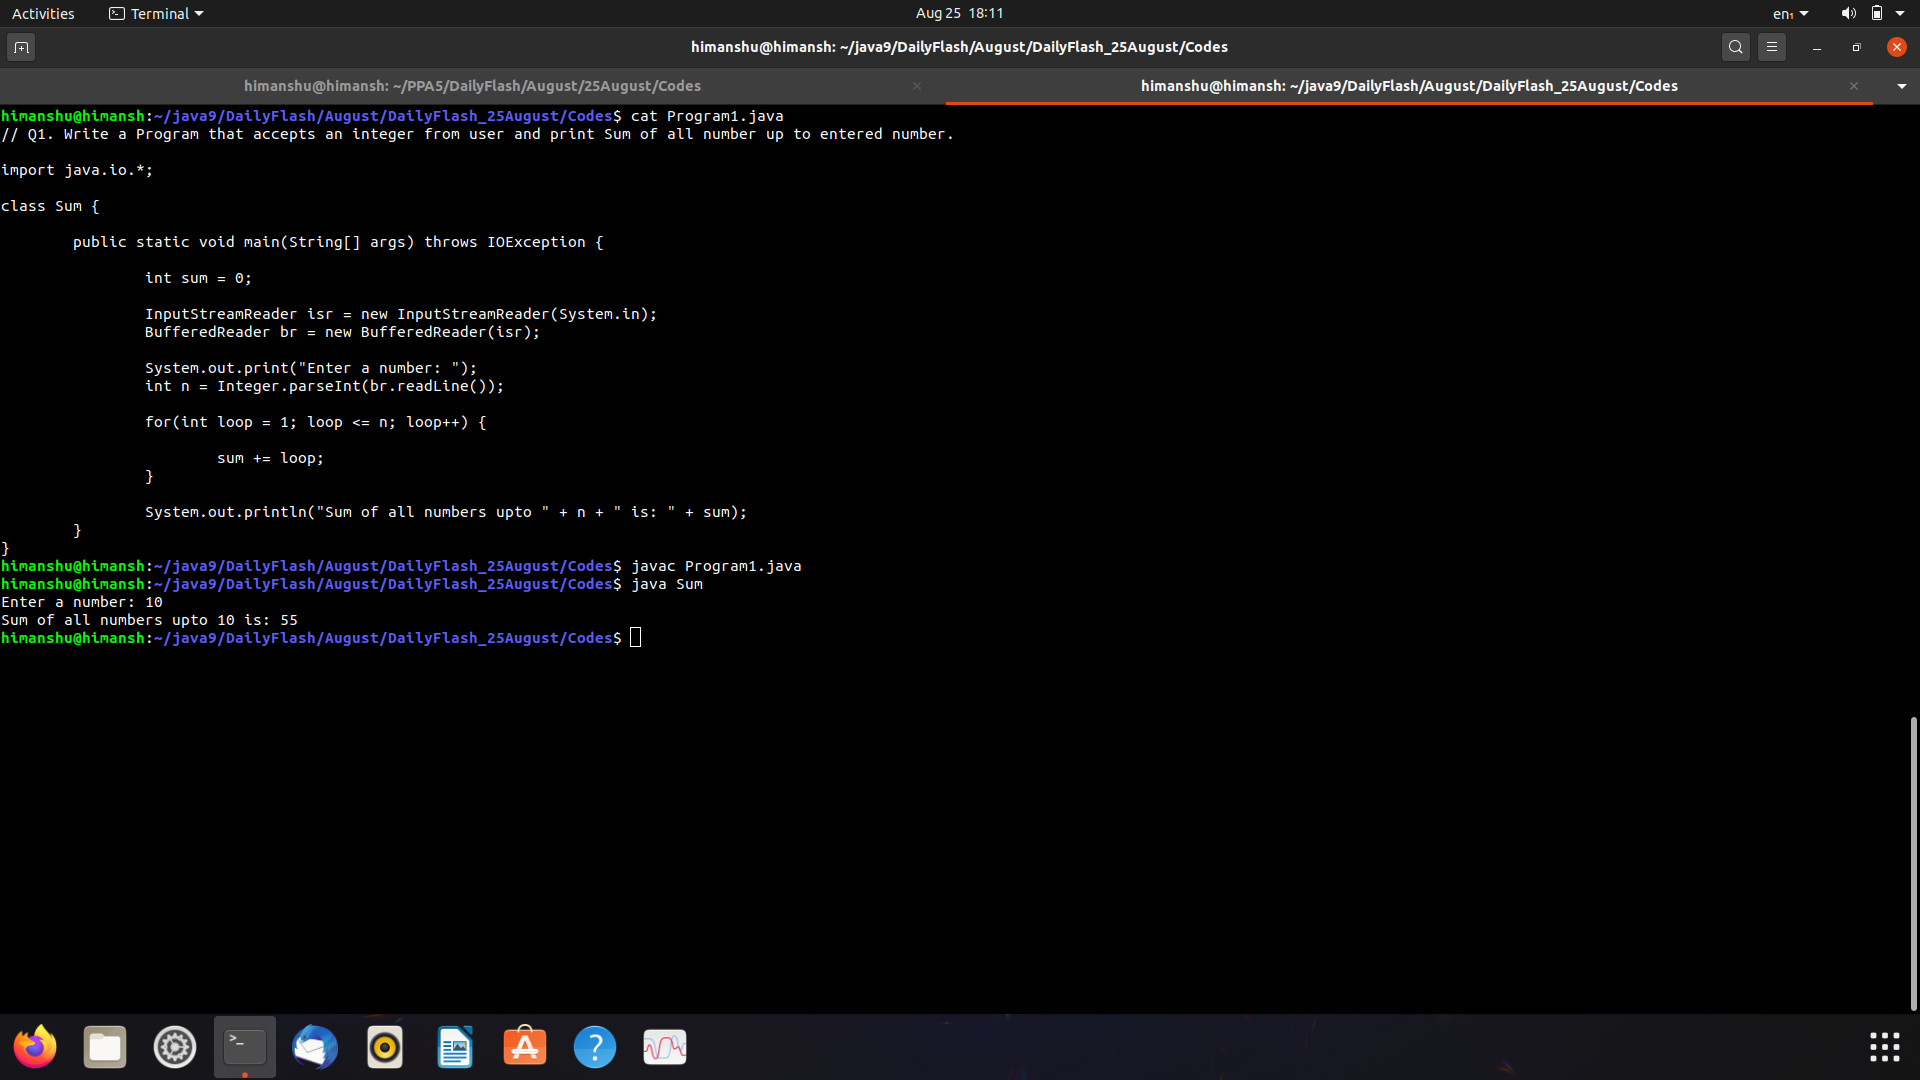 Activities Terminal Aug 25 18:11 en₁
himanshu@himansh: ~/java9/DailyFlash/August/DailyFlash_25August/Codes
himanshu@himansh: ~/PPA5/DailyFlash/August/25August/Codes himanshu@himansh: ~/java9/DailyFlash/August/DailyFlash_25August/Codes
himanshu@himansh:~/java9/DailyFlash/August/DailyFlash_25August/Codes$ cat Program1.java
// Q1. Write a Program that accepts an integer from user and print Sum of all number up to entered number.
import java.io.*;
class Sum {
public static void main(String[] args) throws IOException {
int sum = 0;
InputStreamReader isr = new InputStreamReader(System.in);
BufferedReader br = new BufferedReader(isr);
System.out.print("Enter a number: ");
int n = Integer.parseInt(br.readLine());
for(int loop = 1; loop <= n; loop++) {
sum += loop;
}
System.out.println("Sum of all numbers upto " + n + " is: " + sum);
}
}
himanshu@himansh:~/java9/DailyFlash/August/DailyFlash_25August/Codes$ javac Program1.java
himanshu@himansh:~/java9/DailyFlash/August/DailyFlash_25August/Codes$ java Sum
Enter a number: 10
Sum of all numbers upto 10 is: 55
himanshu@himansh:~/java9/DailyFlash/August/DailyFlash_25August/Codes$